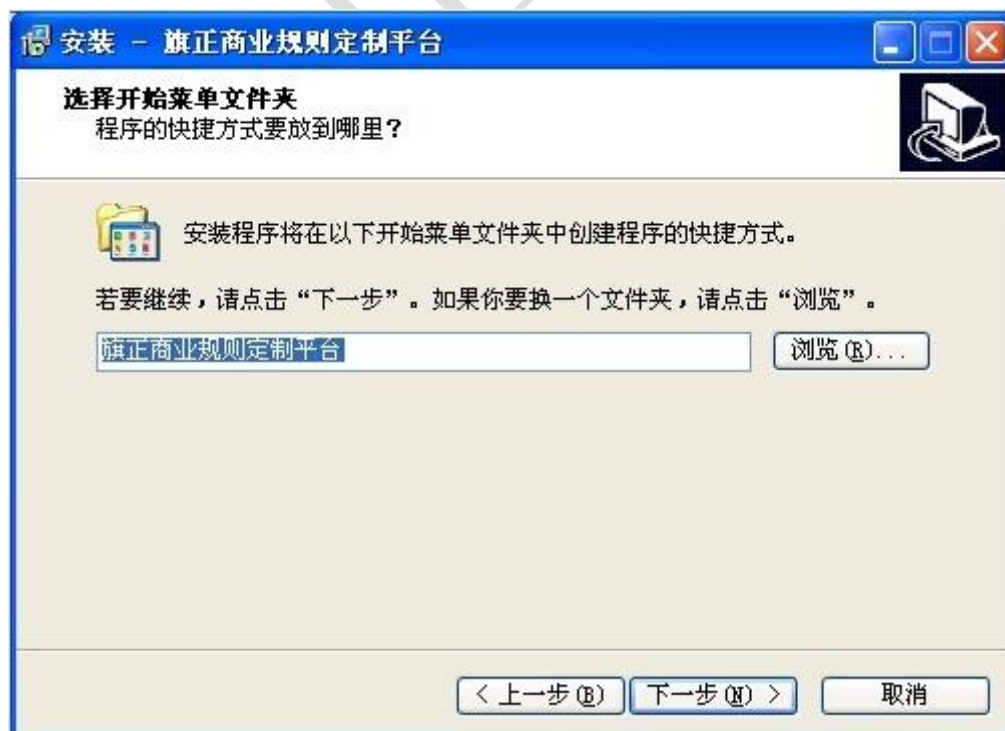 安装 - 旗正商业规则定制平台
选择开始菜单文件夹
程序的快捷方式要放到哪里？
安装程序将在以下开始菜单文件夹中创建程序的快捷方式。
若要继续，请点击“下一步”。如果你要换一个文件夹，请点击“浏览”。
旗正商业规则定制平台 浏览(R)...
< 上一步(B) 下一步(N) > 取消